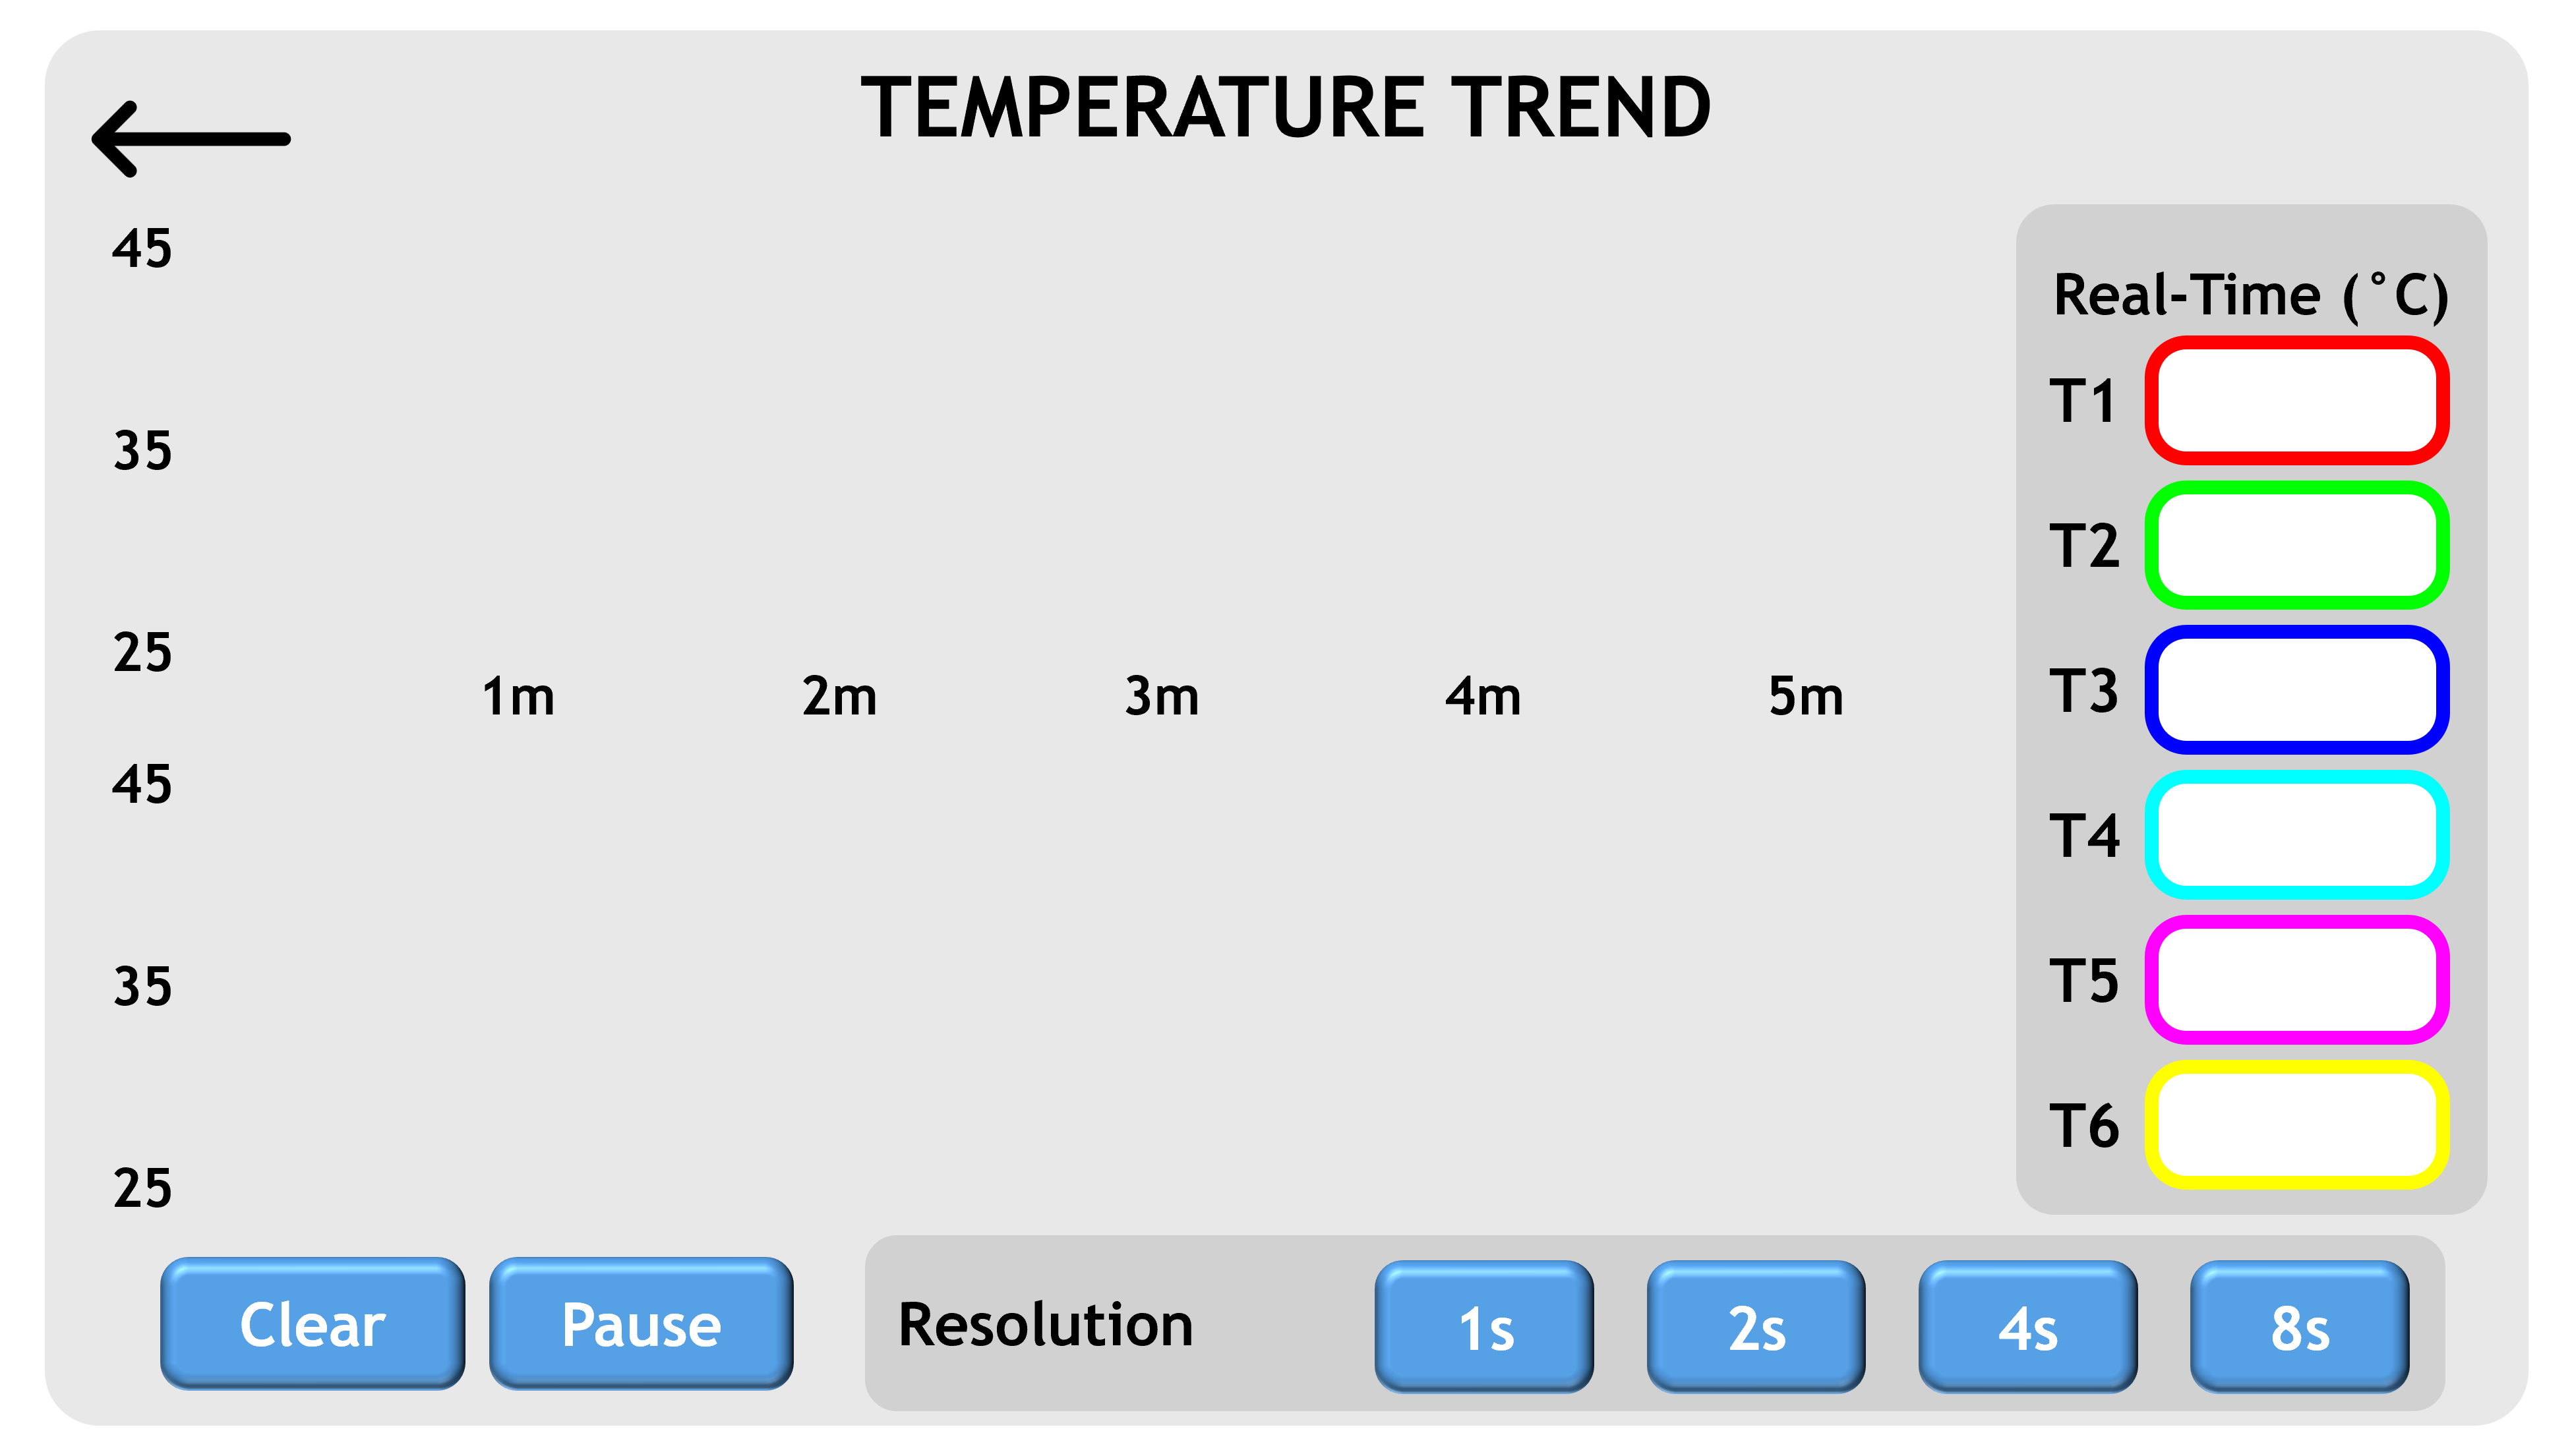 TEMPERATURE TREND
45
35
25
1m 2m 3m 4m 5m
45
35
25
Real-Time (°C)
T1
T2
T3
T4
T5
T6
Clear Pause Resolution 1s 2s 4s 8s